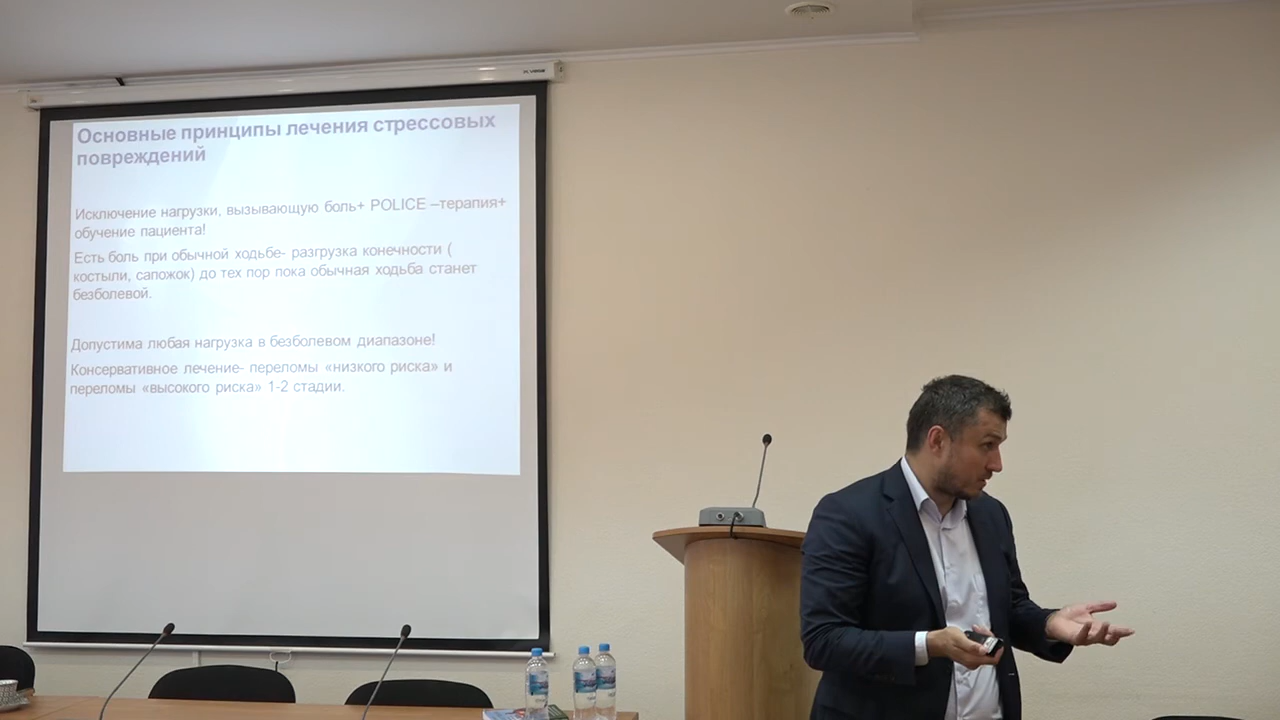 Основные принципы лечения стрессовых
повреждений
Исключение нагрузки, вызывающую боль+ POLICE –терапия+
обучение пациента!
Есть боль при обычной ходьбе- разгрузка конечности (
костыли, сапожок) до тех пор пока обычная ходьба станет
безболевой.
Допустима любая нагрузка в безболевом диапазоне!
Консервативное лечение- переломы «низкого риска» и
переломы «высокого риска» 1-2 стадии.